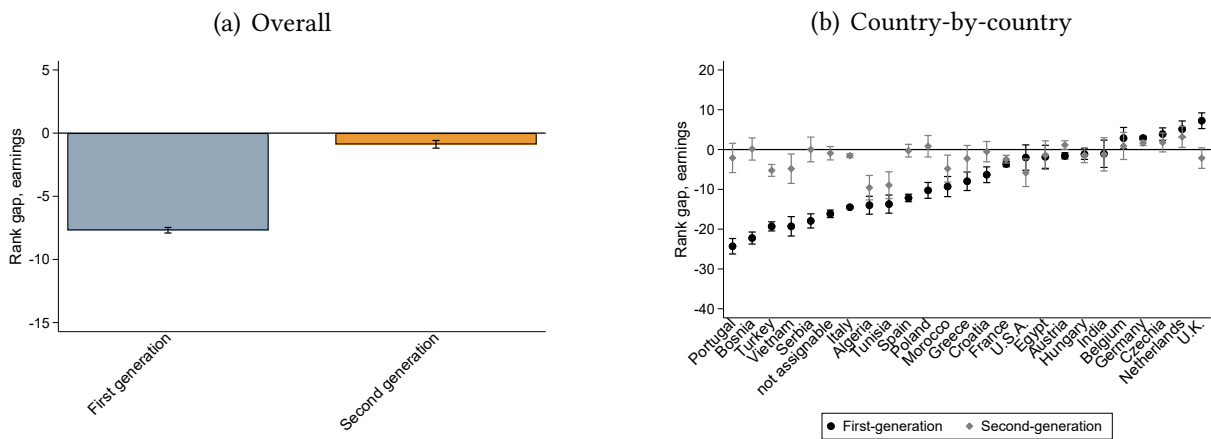 (a) Overall
5
0
-5
-10
-15
Rank gap, earnings
First generation
Second generation
(b) Country-by-country
20
10
0
-10
-20
-30
-40
Rank gap, earnings
Portugal
Bosnia
Turkey
Vietnam
Serbia
not assignable
Italy
Algeria
Tunisia
Spain
Poland
Morocco
Greece
Croatia
France
U.S.A.
Egypt
Austria
Hungary
India
Belgium
Germany
Czechia
Netherlands
U.K.
First-generation
Second-generation